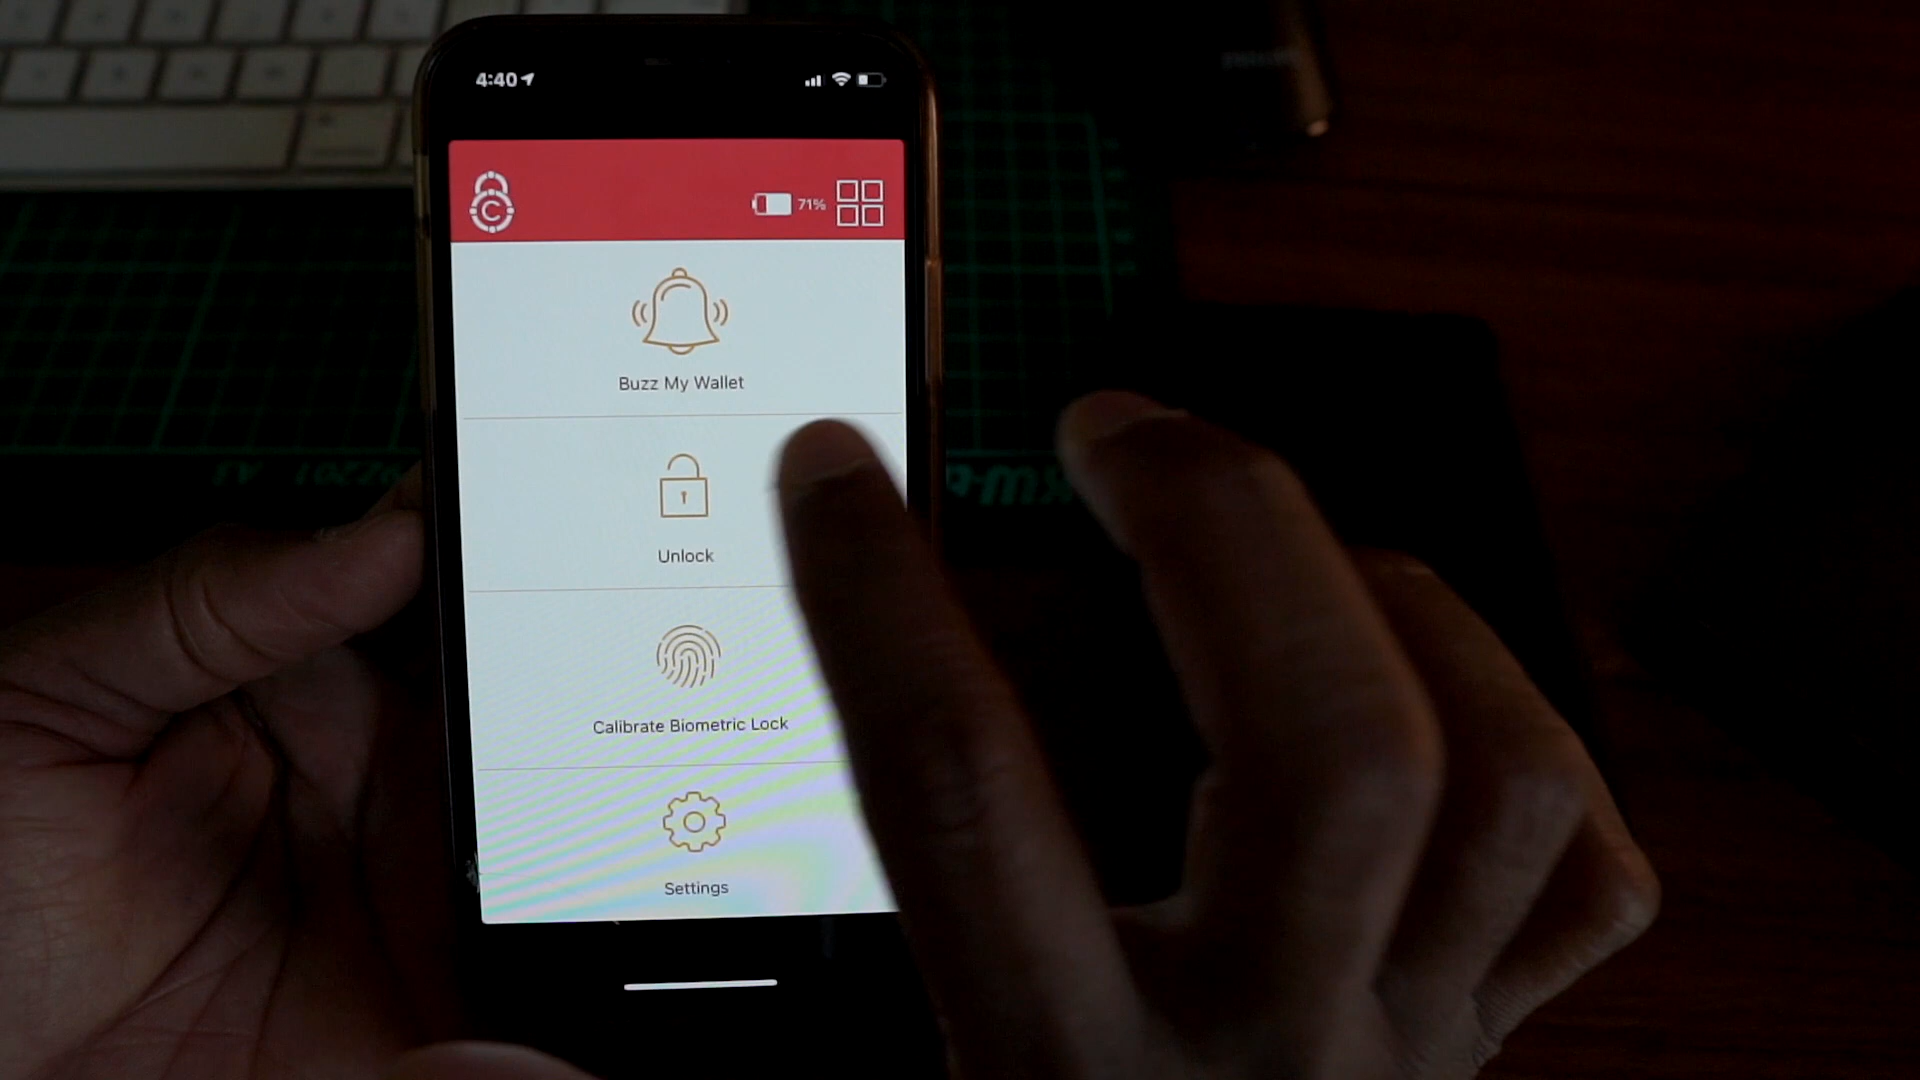 4:40
C
71%
Buzz My Wallet
Unlock
Calibrate Biometric Lock
Settings